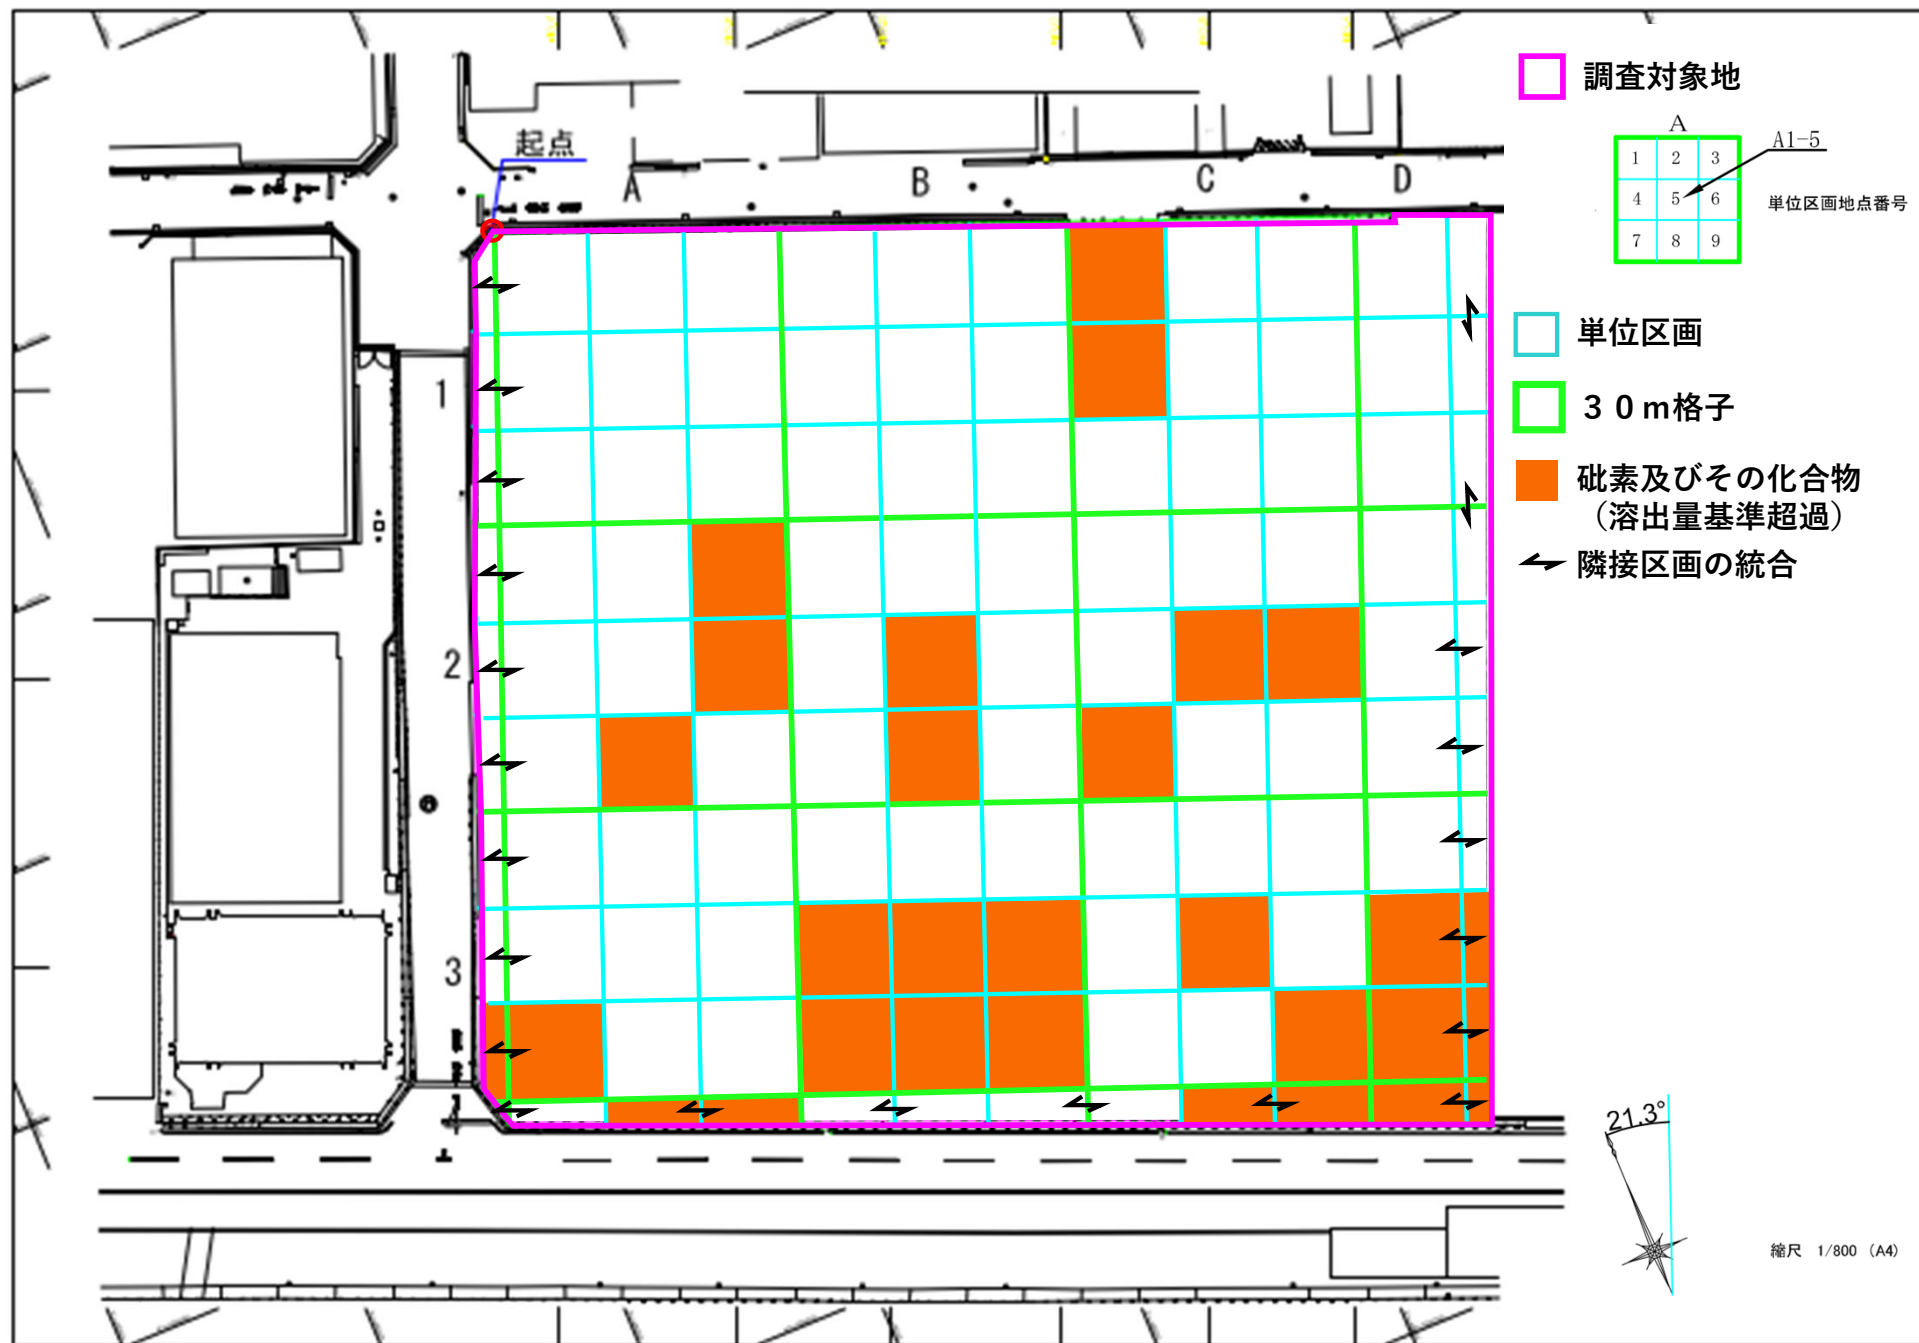 調査対象地
起点
A
B
C
D
A
A1-5
1 2 3
4 5 6
7 8 9
単位区画地点番号
単位区画
30m格子
砒素及びその化合物
（溶出量基準超過）
隣接区画の統合
1
2
3
4
21.3°
縮尺 1/800 (A4)